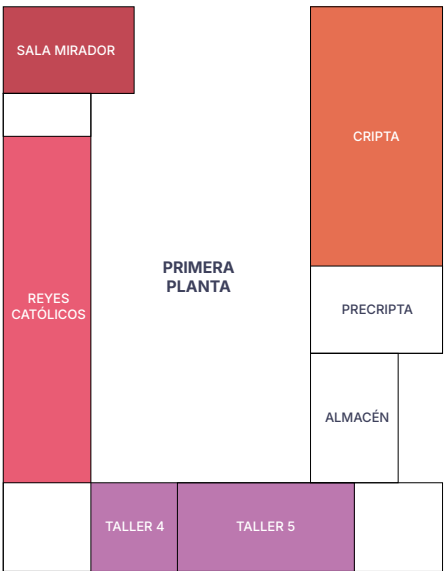 SALA MIRADOR
CRIPTA
PRIMERA
PLANTA
REYES
CATÓLICOS
PRECRIPTA
ALMACÉN
TALLER 4
TALLER 5